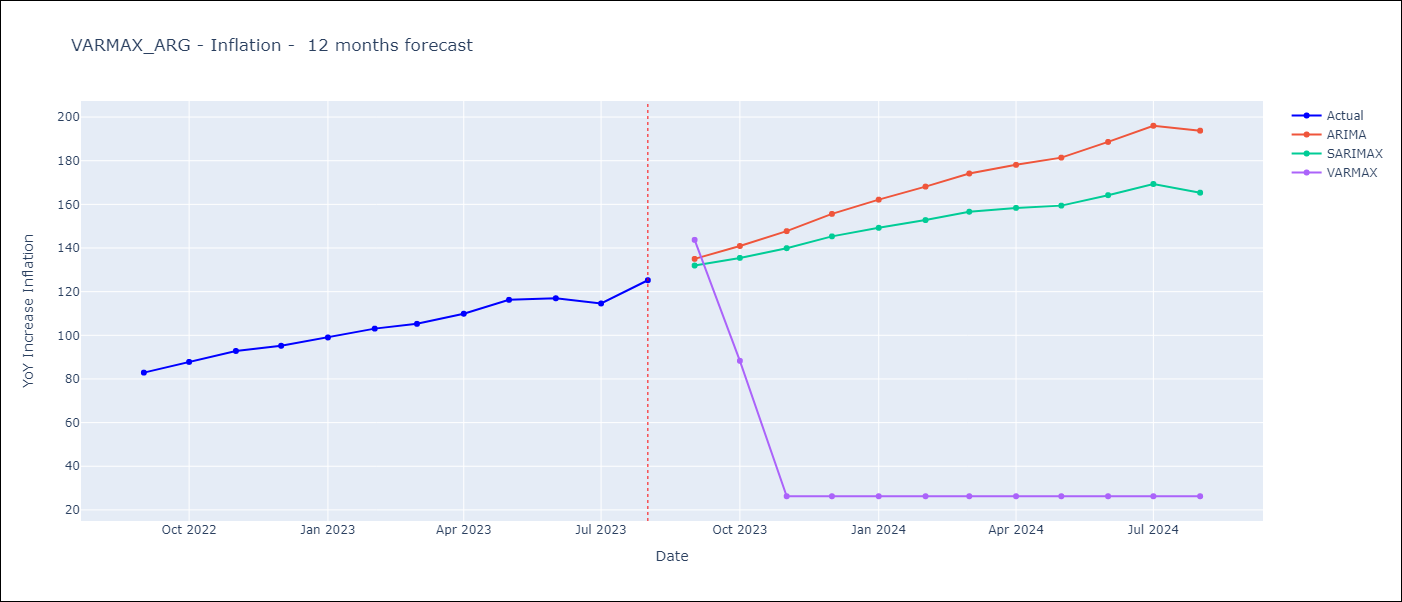 VARMAX_ARG - Inflation -  12 months forecast
200
180
160
140
120
100
80
60
40
20
YoY Increase Inflation
Oct 2022
Jan 2023
Apr 2023
Jul 2023
Oct 2023
Jan 2024
Apr 2024
Jul 2024
Date
Actual
ARIMA
SARIMAX
VARMAX